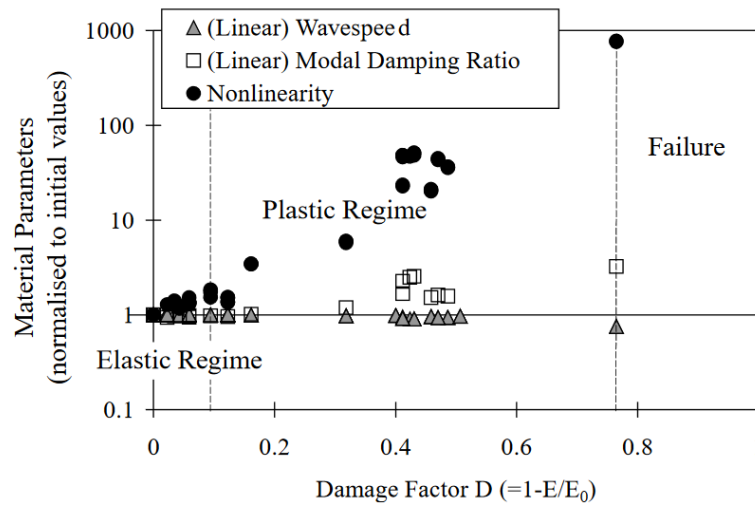 1000
100
10
1
0.1
Material Parameters
(normalised to initial values)
(Linear) Wavespeed
(Linear) Modal Damping Ratio
Nonlinearity
Failure
Plastic Regime
Elastic Regime
0
0.2
0.4
0.6
0.8
Damage Factor D (=1-E/E₀)